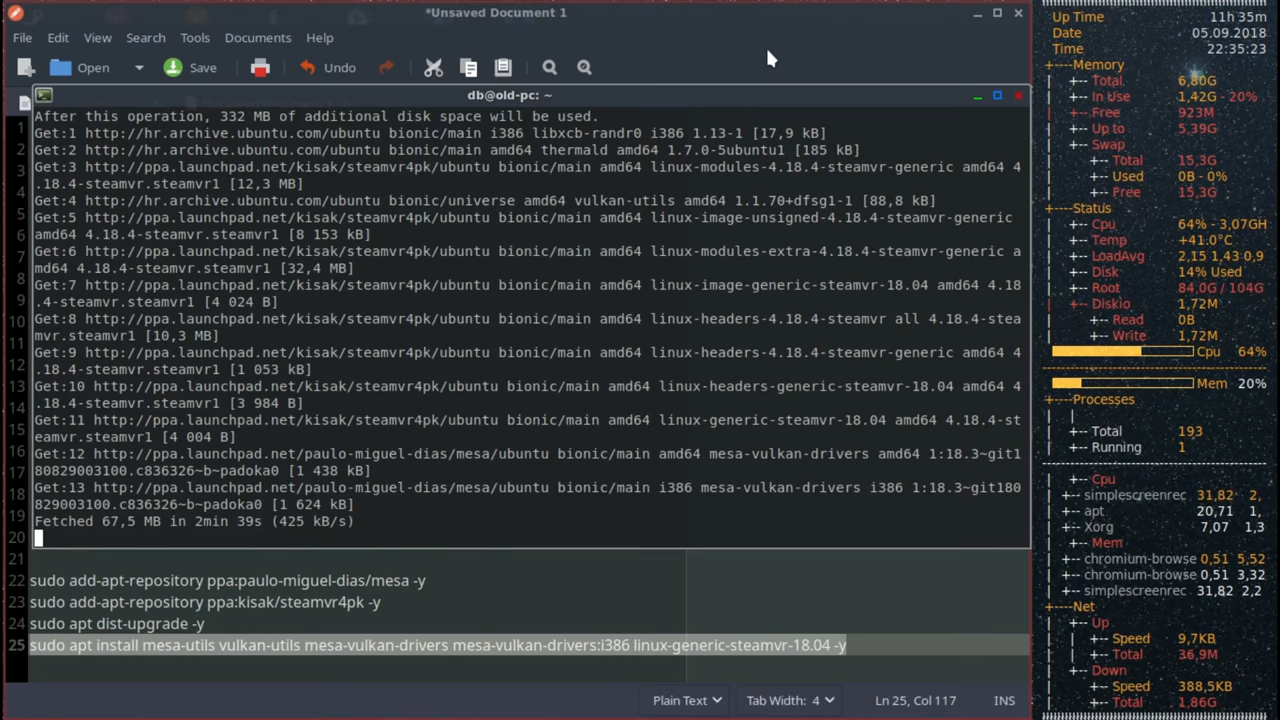 *Unsaved Document 1
File Edit View Search Tools Documents Help
Open Save Undo
db@old-pc: ~
After this operation, 332 MB of additional disk space will be used.
Get:1 http://hr.archive.ubuntu.com/ubuntu bionic/main i386 libxcb-randr0 i386 1.13-1 [17,9 kB]
Get:2 http://hr.archive.ubuntu.com/ubuntu bionic/main amd64 thermald amd64 1.7.0-5ubuntu1 [185 kB]
Get:3 http://ppa.launchpad.net/kisak/steamvr4pk/ubuntu bionic/main amd64 linux-modules-4.18.4-steamvr-generic amd64 4
.18.4-steamvr.steamvr1 [12,3 MB]
Get:4 http://hr.archive.ubuntu.com/ubuntu bionic/universe amd64 vulkan-utils amd64 1.1.70+dfsg1-1 [88,8 kB]
Get:5 http://ppa.launchpad.net/kisak/steamvr4pk/ubuntu bionic/main amd64 linux-image-unsigned-4.18.4-steamvr-generic
amd64 4.18.4-steamvr.steamvr1 [8 153 kB]
Get:6 http://ppa.launchpad.net/kisak/steamvr4pk/ubuntu bionic/main amd64 linux-modules-extra-4.18.4-steamvr-generic a
md64 4.18.4-steamvr.steamvr1 [32,4 MB]
Get:7 http://ppa.launchpad.net/kisak/steamvr4pk/ubuntu bionic/main amd64 linux-image-generic-steamvr-18.04 amd64 4.18
.4-steamvr.steamvr1 [4 024 B]
Get:8 http://ppa.launchpad.net/kisak/steamvr4pk/ubuntu bionic/main amd64 linux-headers-4.18.4-steamvr all 4.18.4-stea
mvr.steamvr1 [10,3 MB]
Get:9 http://ppa.launchpad.net/kisak/steamvr4pk/ubuntu bionic/main amd64 linux-headers-4.18.4-steamvr-generic amd64 4
.18.4-steamvr.steamvr1 [1 053 kB]
Get:10 http://ppa.launchpad.net/kisak/steamvr4pk/ubuntu bionic/main amd64 linux-headers-generic-steamvr-18.04 amd64 4
.18.4-steamvr.steamvr1 [3 984 B]
Get:11 http://ppa.launchpad.net/kisak/steamvr4pk/ubuntu bionic/main amd64 linux-generic-steamvr-18.04 amd64 4.18.4-st
eamvr.steamvr1 [4 004 B]
Get:12 http://ppa.launchpad.net/paulo-miguel-dias/mesa/ubuntu bionic/main amd64 mesa-vulkan-drivers amd64 1:18.3~git1
80829003100.c836326~b~padoka0 [1 438 kB]
Get:13 http://ppa.launchpad.net/paulo-miguel-dias/mesa/ubuntu bionic/main i386 mesa-vulkan-drivers i386 1:18.3~git180
829003100.c836326~b~padoka0 [1 624 kB]
Fetched 67,5 MB in 2min 39s (425 kB/s)
1
2
3
4
5
6
7
8
9
10
11
12
13
14
15
16
17
18
19
20
21
22 sudo add-apt-repository ppa:paulo-miguel-dias/mesa -y
23 sudo add-apt-repository ppa:kisak/steamvr4pk -y
24 sudo apt dist-upgrade -y
25 sudo apt install mesa-utils vulkan-utils mesa-vulkan-drivers mesa-vulkan-drivers:i386 linux-generic-steamvr-18.04 -y
Plain Text Tab Width: 4 Ln 25, Col 117 INS
Up Time 11h 35m
Date 05.09.2018
Time 22:35:23
+----Memory
+-- Total 6,80G
+-- In Use 1,42G - 20%
+-- Free 923M
+-- Up to 5,39G
+-- Swap
+-- Total 15,3G
+-- Used 0B - 0%
+-- Free 15,3G
+----Status
+-- Cpu 64% - 3,07GH
+-- Temp +41.0°C
+-- LoadAvg 2,15 1,43 0,9
+-- Disk 14% Used
+-- Root 84,0G / 104G
+-- Diskio 1,72M
+-- Read 0B
+-- Write 1,72M
Cpu 64%
Mem 20%
+----Processes
|
+-- Total 193
+-- Running 1
+-- Cpu
+-- simplescreenrec 31,82 2,
+-- apt 20,71 1,
+-- Xorg 7,07 1,3
+-- Mem
+-- chromium-browse 0,51 5,52
+-- chromium-browse 0,51 3,32
+-- simplescreenrec 31,82 2,2
+----Net
+-- Up
+-- Speed 9,7KB
+-- Total 36,9M
+-- Down
+-- Speed 388,5KB
+-- Total 1,86G